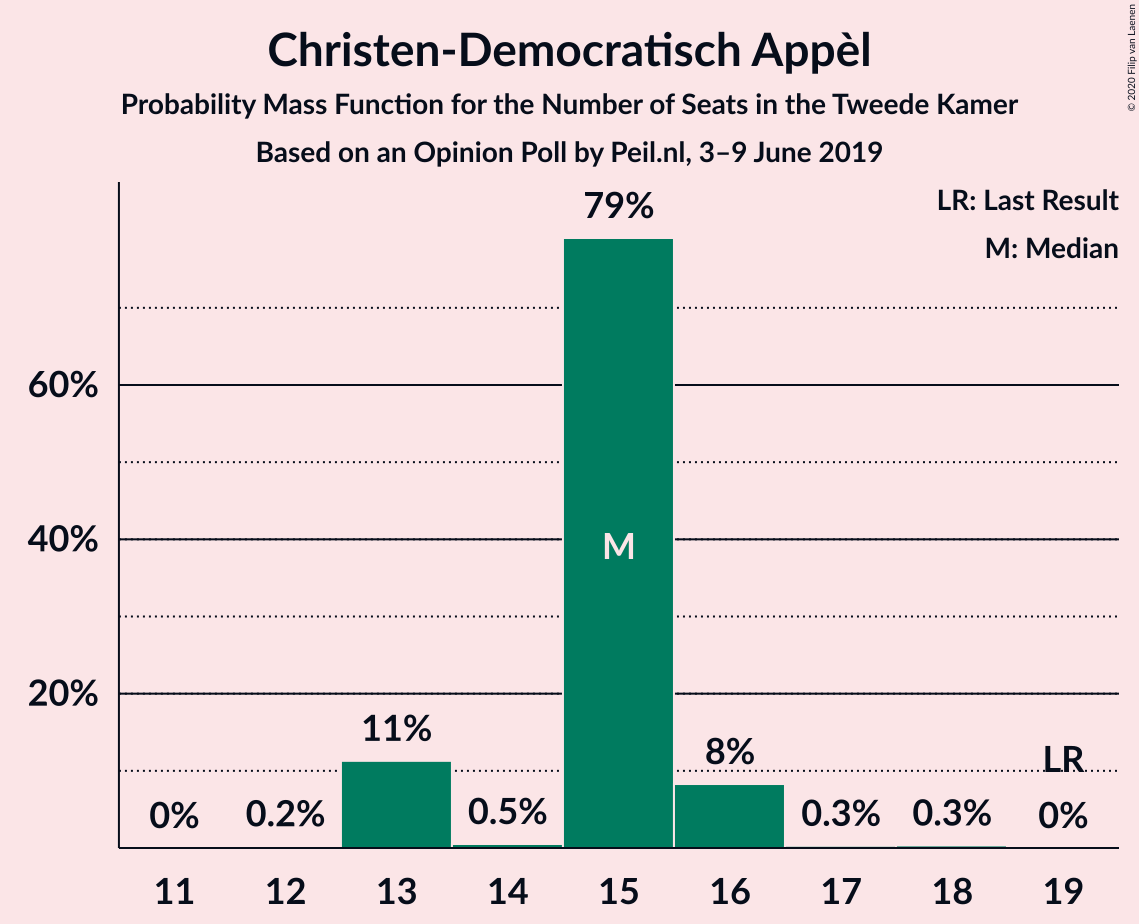 Christen-Democratisch Appèl
Probability Mass Function for the Number of Seats in the Tweede Kamer
Based on an Opinion Poll by Peil.nl, 3–9 June 2019
© 2020 Filip van Laenen
LR: Last Result
M: Median
79%
60%
40%
20%
M
11%
8%
LR
0%
0.2%
0.5%
0.3%
0.3%
0%
11 12 13 14 15 16 17 18 19